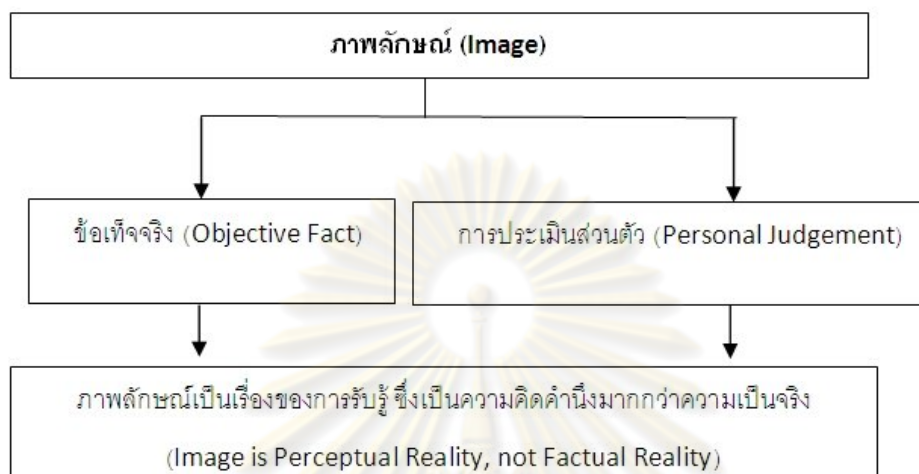 ภาพลักษณ์ (Image)
ข้อเท็จจริง (Objective Fact)
การประเมินส่วนตัว (Personal Judgement)
ภาพลักษณ์เป็นเรื่องของการรับรู้ ซึ่งเป็นความคิดคำนึงมากกว่าความเป็นจริง
(Image is Perceptual Reality, not Factual Reality)